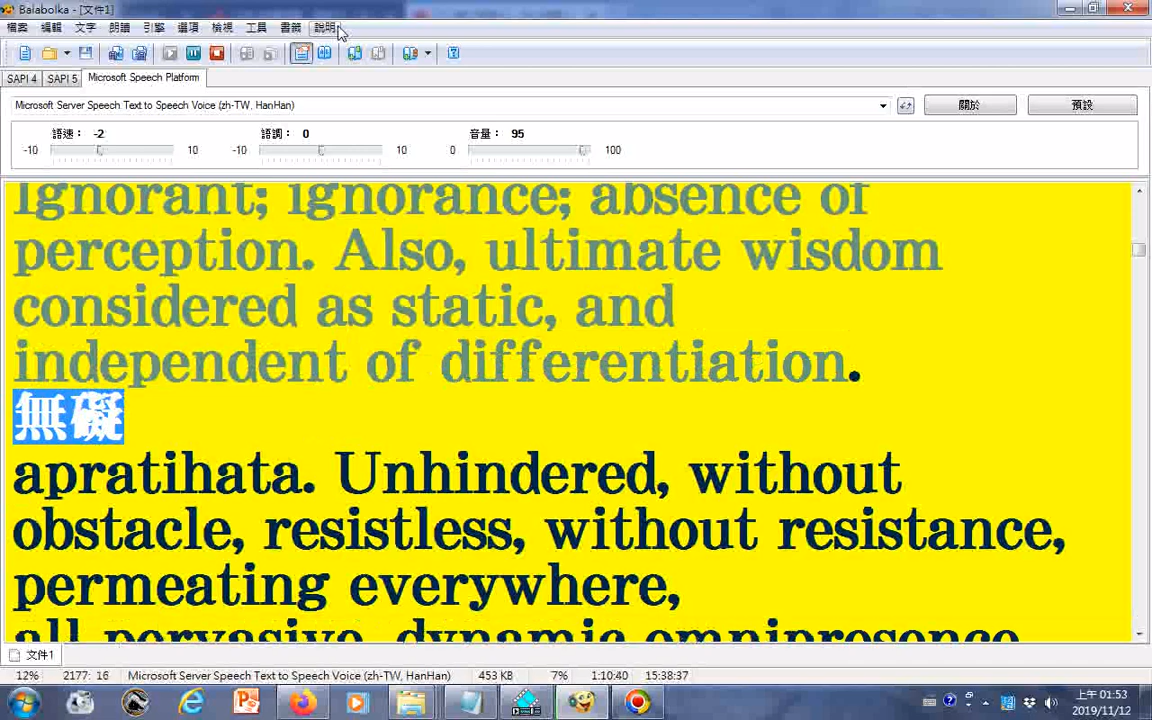 Balabolka - [文件1]
檔案 編輯 文字 朗讀 引擎 選項 檢視 工具 書籤 說明
SAPI 4 SAPI 5 Microsoft Speech Platform
Microsoft Server Speech Text to Speech Voice (zh-TW, HanHan) 關於 預設
語速： -2 語調： 0 音量： 95
-10 10 -10 10 0 100
Ignorant; ignorance; absence of
perception. Also, ultimate wisdom
considered as static, and
independent of differentiation.
無礙
apratihata. Unhindered, without
obstacle, resistless, without resistance,
permeating everywhere,
all pervasive, dynamic omnipresence
文件1
12% 2177: 16 Microsoft Server Speech Text to Speech Voice (zh-TW, HanHan) 453 KB 7% 1:10:40 15:38:37
上午 01:53
2019/11/12